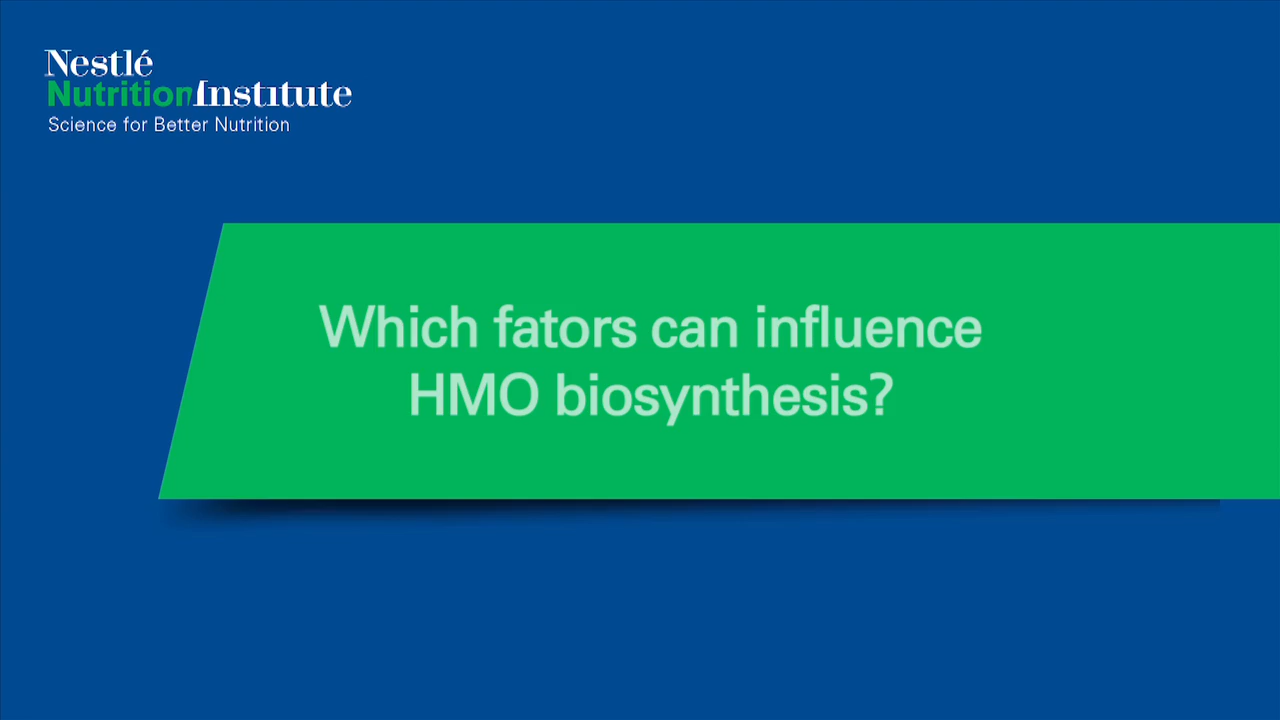 Nestlé
NutritionInstitute
Science for Better Nutrition
Which fators can influence
HMO biosynthesis?